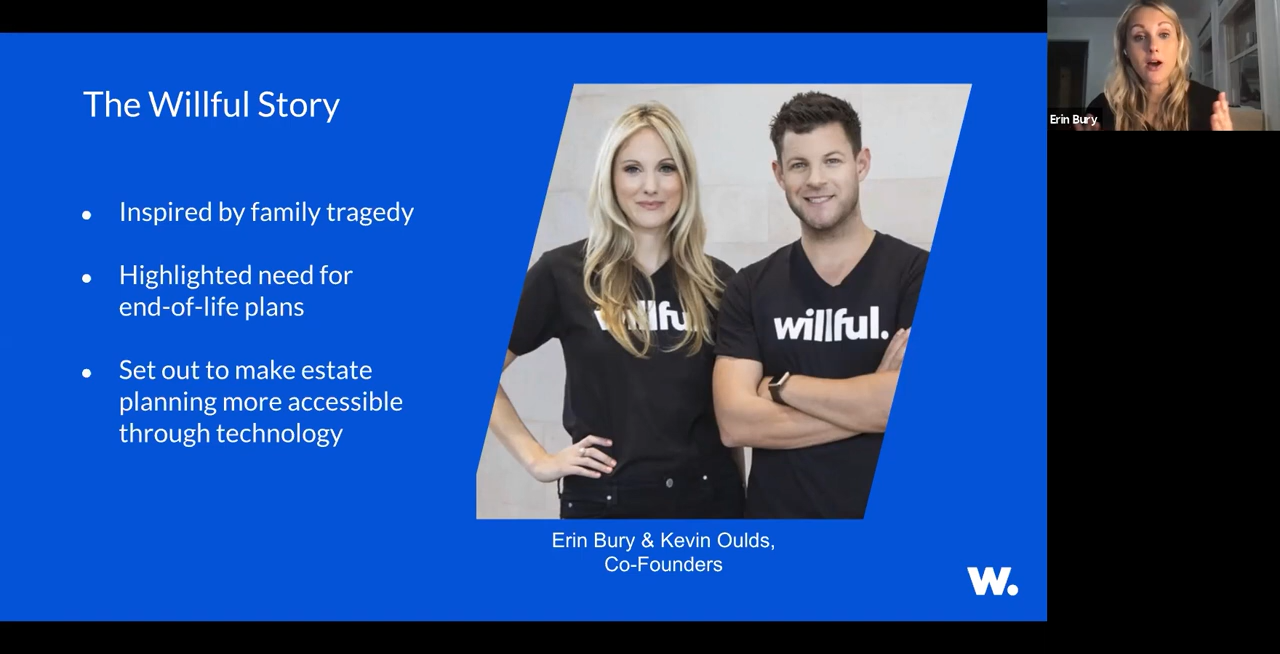 The Willful Story
Inspired by family tragedy
Highlighted need for
end-of-life plans
Set out to make estate
planning more accessible
through technology
willful.
willful.
Erin Bury & Kevin Oulds,
Co-Founders
W.
Erin Bury